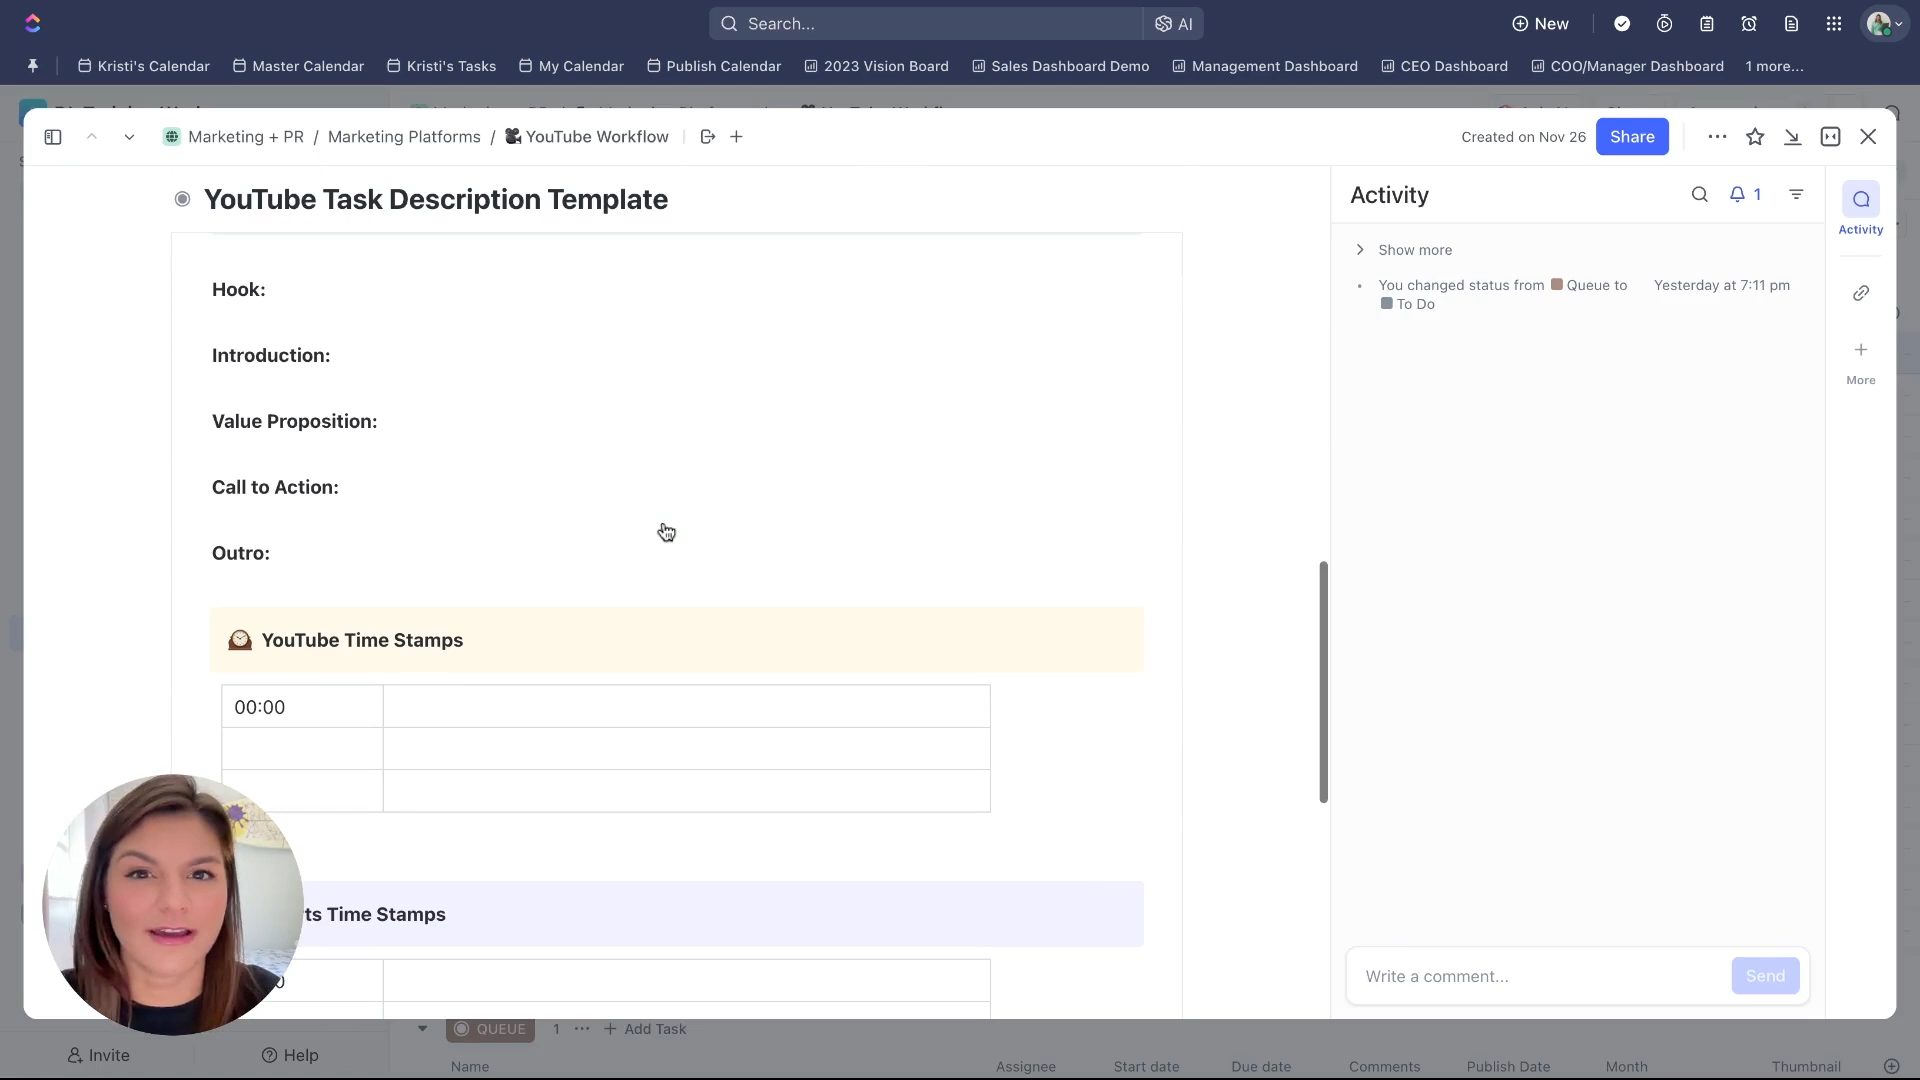 Search...
AI
New
Kristi's Calendar
Master Calendar
Kristi's Tasks
My Calendar
Publish Calendar
2023 Vision Board
Sales Dashboard Demo
Management Dashboard
CEO Dashboard
COO/Manager Dashboard
1 more...
Marketing + PR / Marketing Platforms / YouTube Workflow
Created on Nov 26
Share
YouTube Task Description Template
Hook:
Introduction:
Value Proposition:
Call to Action:
Outro:
YouTube Time Stamps
00:00
ts Time Stamps
Activity
1
Show more
You changed status from Queue to
To Do
Yesterday at 7:11 pm
Activity
More
Write a comment...
Send
QUEUE 1 ... + Add Task
Invite
Help
Name
Assignee
Start date
Due date
Comments
Publish Date
Month
Thumbnail